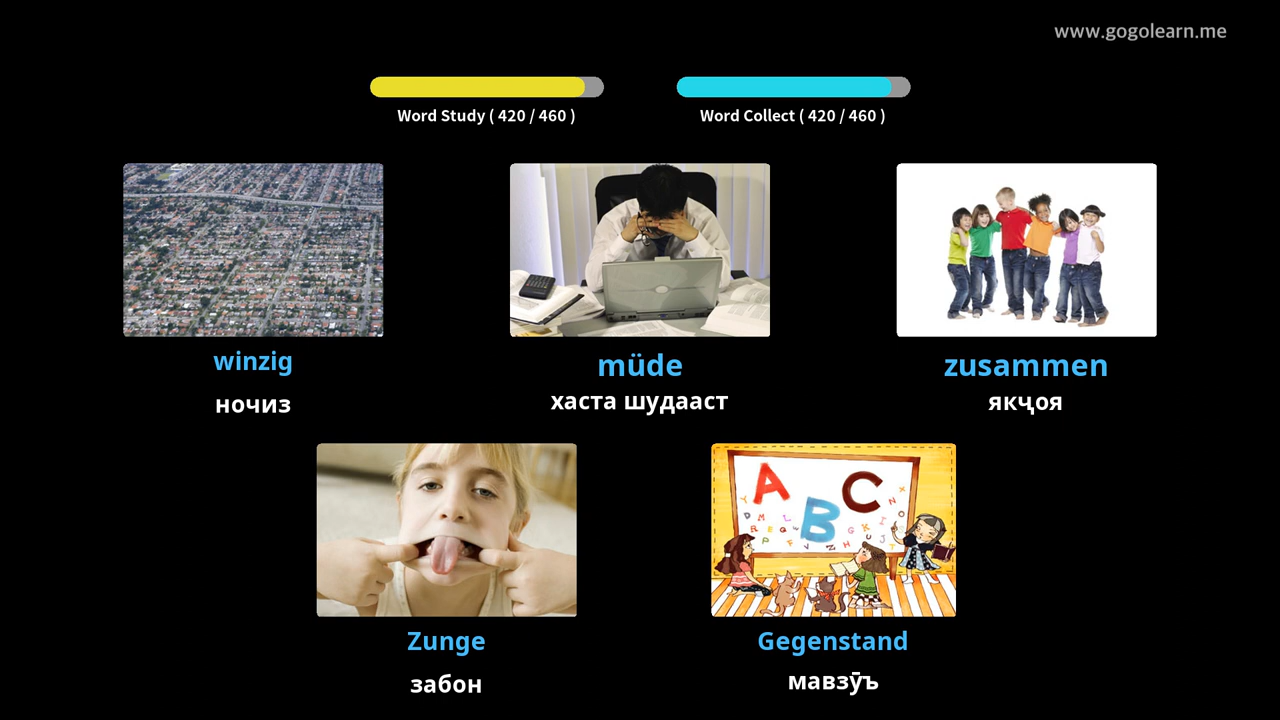 www.gogolearn.me
Word Study ( 420 / 460 )
Word Collect ( 420 / 460 )
winzig
ночиз
müde
хаста шудааст
zusammen
якҷоя
Zunge
забон
A B C
Gegenstand
мавзӯъ